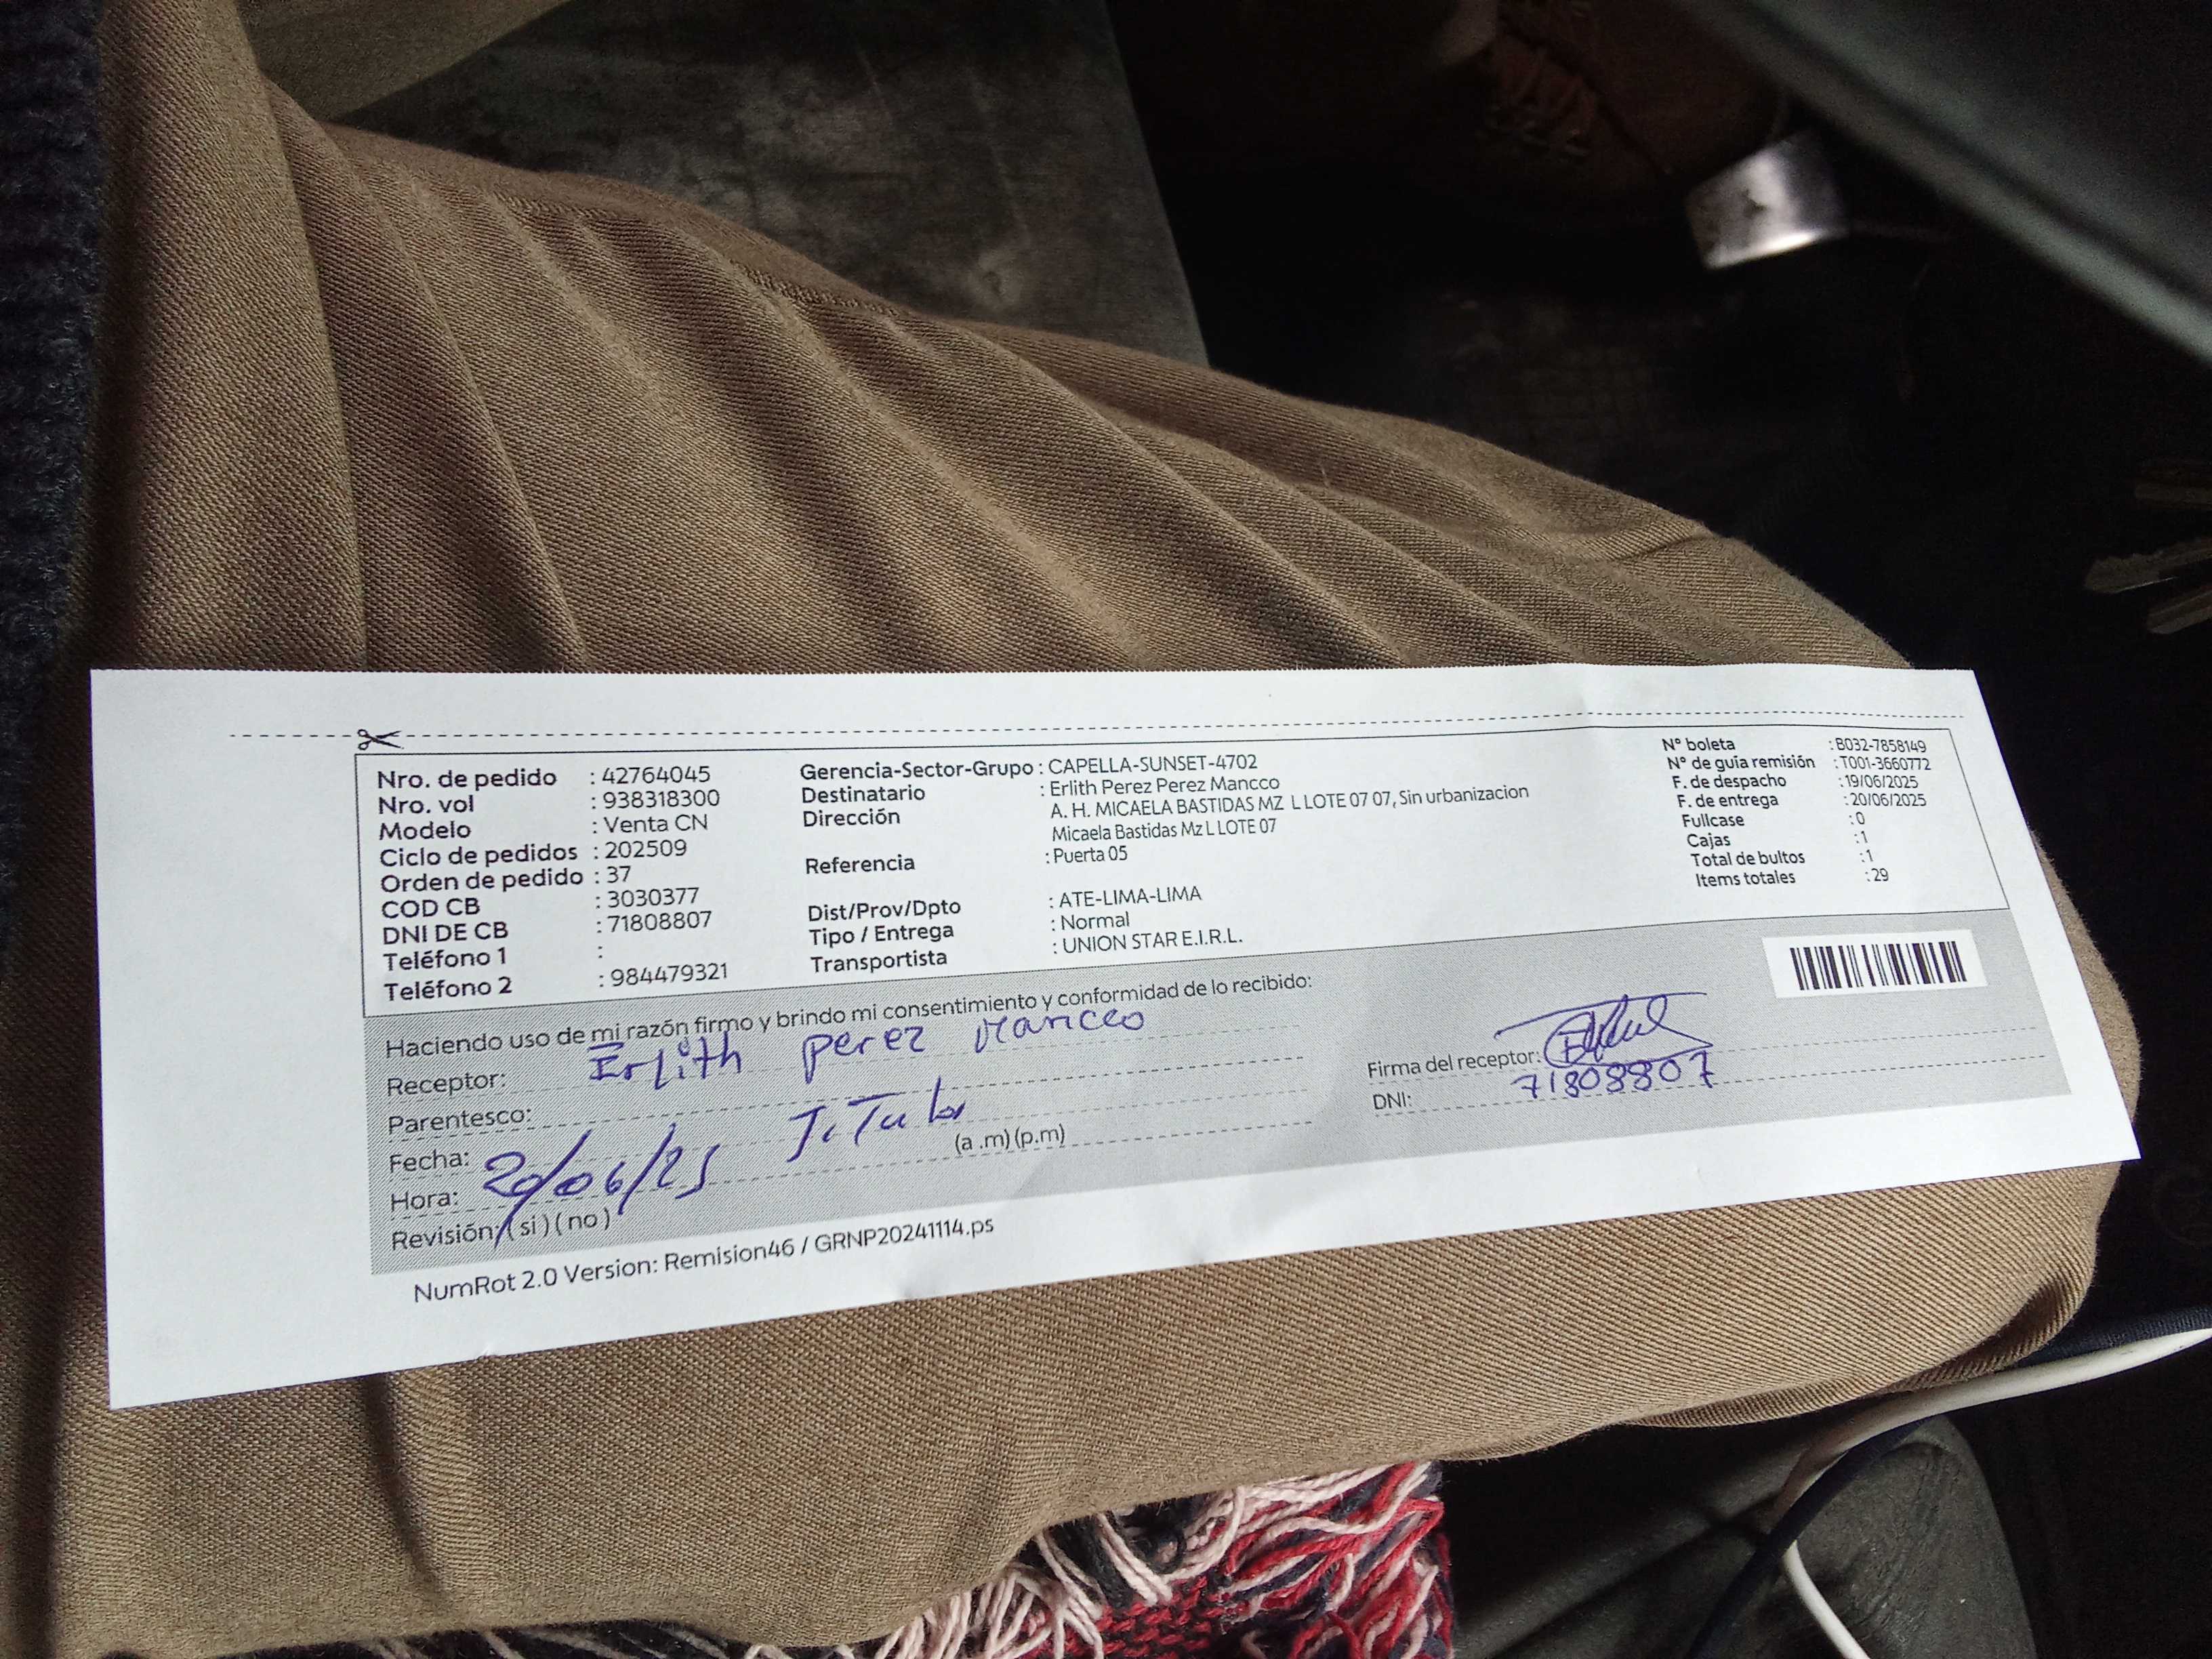 Nro. de pedido : 42764045
Nro. vol : 938318300
Modelo : Venta CN
Ciclo de pedidos : 202509
Orden de pedido : 37
COD CB : 3030377
DNI DE CB : 71808807
Teléfono 1 :
Teléfono 2 : 984479321
Gerencia-Sector-Grupo : CAPELLA-SUNSET-4702
Destinatario : Erlith Perez Perez Mancco
Dirección A. H. MICAELA BASTIDAS MZ L LOTE 07 07, Sin urbanizacion
Micaela Bastidas Mz L LOTE 07
Referencia : Puerta 05
Dist/Prov/Dpto : ATE-LIMA-LIMA
Tipo / Entrega : Normal
Transportista : UNION STAR E.I.R.L.
N° boleta : B032-7858149
N° de guía remisión : T001-3660772
F. de despacho : 19/06/2025
F. de entrega : 20/06/2025
Fullcase : 0
Cajas : 1
Total de bultos : 1
Items totales : 29
Haciendo uso de mi razón firmo y brindo mi consentimiento y conformidad de lo recibido:
Receptor: Erlith perez Mancco
Parentesco: TiTular
Fecha: 20/06/25
Hora: (a .m) (p.m)
Revisión: ( si ) ( no )
Firma del receptor:
DNI: 71808807
NumRot 2.0 Version: Remision46 / GRNP20241114.ps